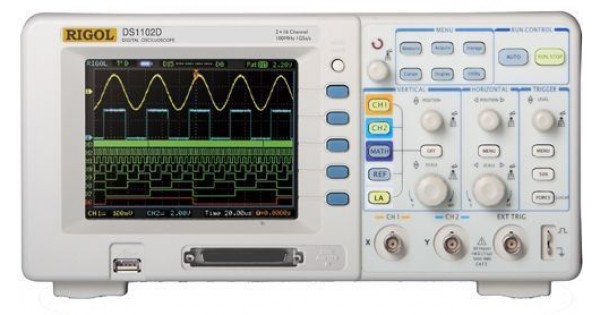 RIGOL DS1102D
DIGITAL OSCILLOSCOPE
2+16 Channel
100MHz 1GSa/s
MENU
RUN CONTROL
Measure Acquire Storage
AUTO RUN/STOP
Cursor Display Utility
RIGOL T'D
CH1= 100mV CH2= 2.00V Time 20.00us
VERTICAL HORIZONTAL TRIGGER
POSITION POSITION LEVEL
CH1
CH2
MATH
REF
LA
OFF MENU MENU
50%
SCALE SCALE
FORCE
CH 1 CH 2 EXT TRIG
X Y